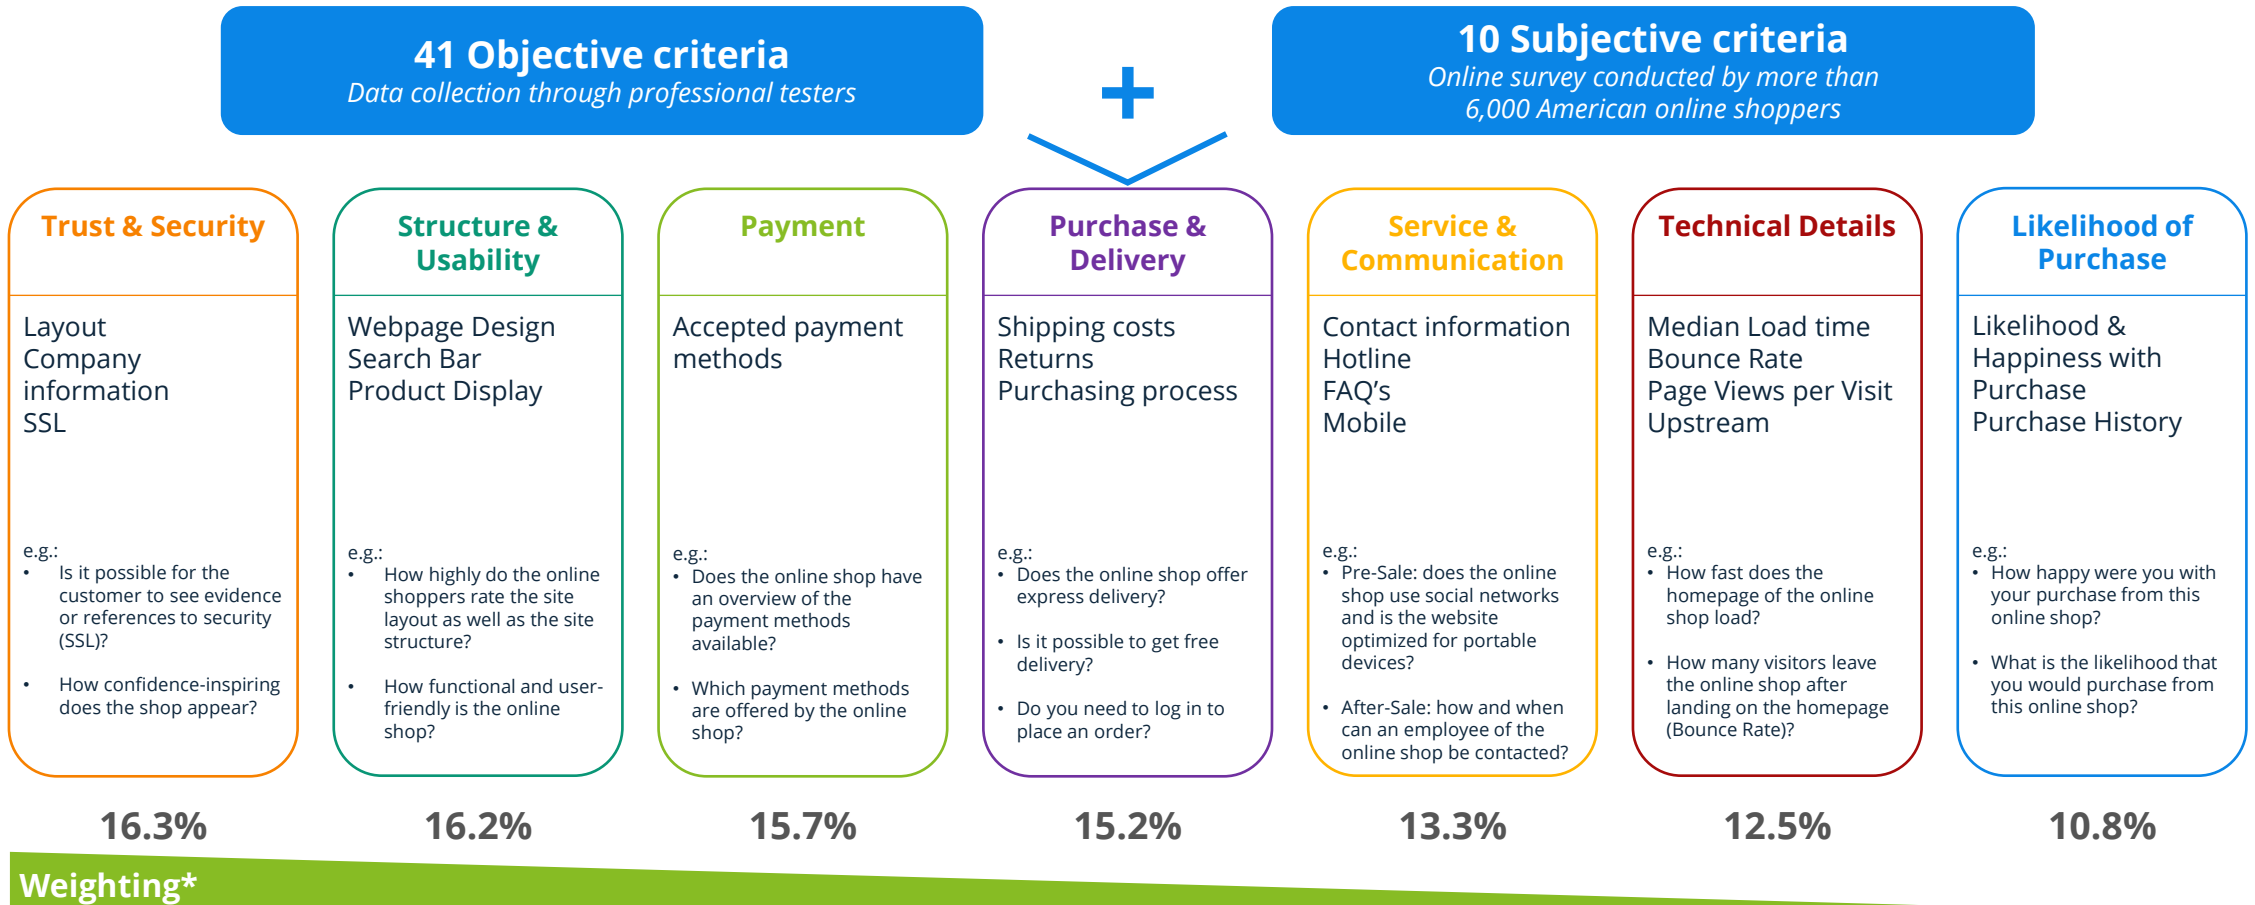 41 Objective criteria
Data collection through professional testers
+
10 Subjective criteria
Online survey conducted by more than
6,000 American online shoppers
Trust & Security
Layout
Company
information
SSL
e.g.:
• Is it possible for the
customer to see evidence
or references to security
(SSL)?
• How confidence-inspiring
does the shop appear?
16.3%
Structure &
Usability
Webpage Design
Search Bar
Product Display
e.g.:
• How highly do the online
shoppers rate the site
layout as well as the site
structure?
• How functional and user-
friendly is the online
shop?
16.2%
Payment
Accepted payment
methods
e.g.:
• Does the online shop have
an overview of the
payment methods
available?
• Which payment methods
are offered by the online
shop?
15.7%
Purchase &
Delivery
Shipping costs
Returns
Purchasing process
e.g.:
• Does the online shop offer
express delivery?
• Is it possible to get free
delivery?
• Do you need to log in to
place an order?
15.2%
Service &
Communication
Contact information
Hotline
FAQ’s
Mobile
e.g.:
• Pre-Sale: does the online
shop use social networks
and is the website
optimized for portable
devices?
• After-Sale: how and when
can an employee of the
online shop be contacted?
13.3%
Technical Details
Median Load time
Bounce Rate
Page Views per Visit
Upstream
e.g.:
• How fast does the
homepage of the online
shop load?
• How many visitors leave
the online shop after
landing on the homepage
(Bounce Rate)?
12.5%
Likelihood of
Purchase
Likelihood &
Happiness with
Purchase
Purchase History
e.g.:
• How happy were you with
your purchase from this
online shop?
• What is the likelihood that
you would purchase from
this online shop?
10.8%
Weighting*